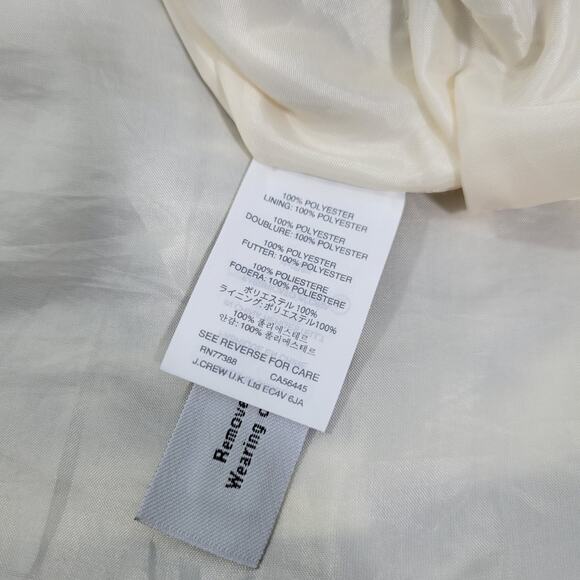 100% POLYESTER
LINING: 100% POLYESTER
100% POLYESTER
DOUBLURE: 100% POLYESTER
100% POLYESTER
FUTTER: 100% POLYESTER
100% POLIESTERE
FODERA: 100% POLIESTERE
ポリエステル 100%
ライニング:ポリエステル100%
100% 폴리에스테르
안감: 100% 폴리에스테르
SEE REVERSE FOR CARE
RN77388 CA56445
J.CREW U.K. Ltd EC4V 6JA
Remove
Wearing